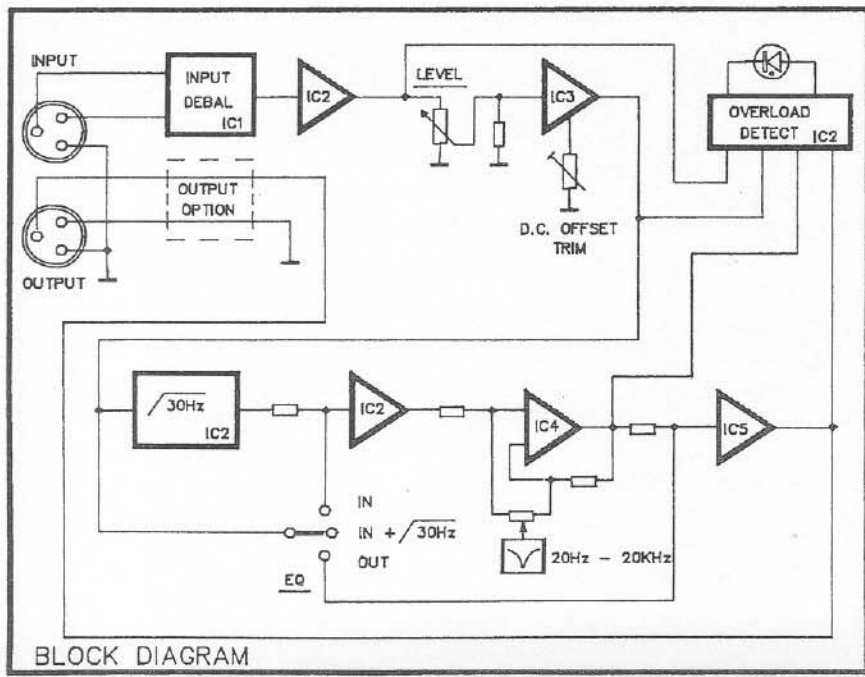 INPUT
INPUT
DEBAL
IC1
IC2
LEVEL
IC3
OVERLOAD
DETECT
IC2
OUTPUT
OPTION
D.C. OFFSET
TRIM
OUTPUT
30Hz
IC2
IC2
IC4
IC5
IN
IN + 30Hz
OUT
EQ
20Hz - 20KHz
BLOCK DIAGRAM